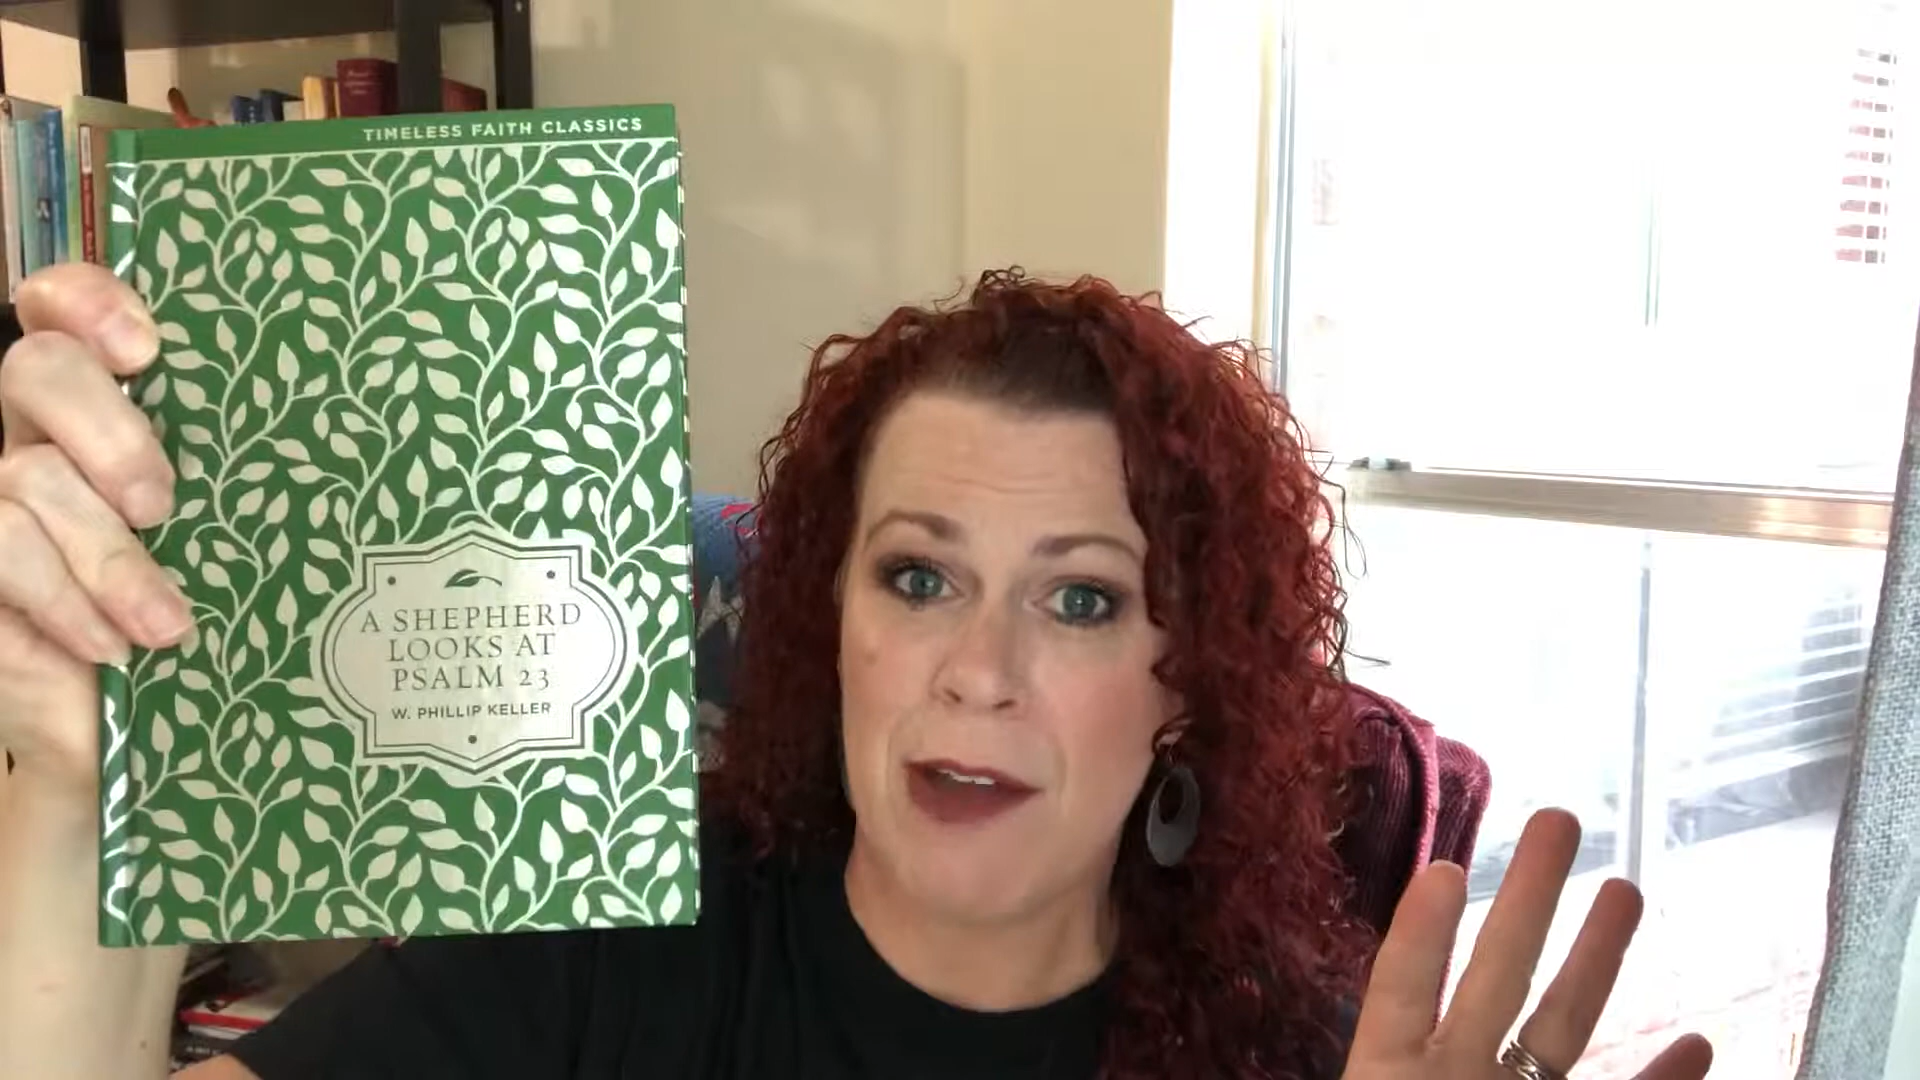 TIMELESS FAITH CLASSICS
A SHEPHERD
LOOKS AT
PSALM 23
W. PHILLIP KELLER